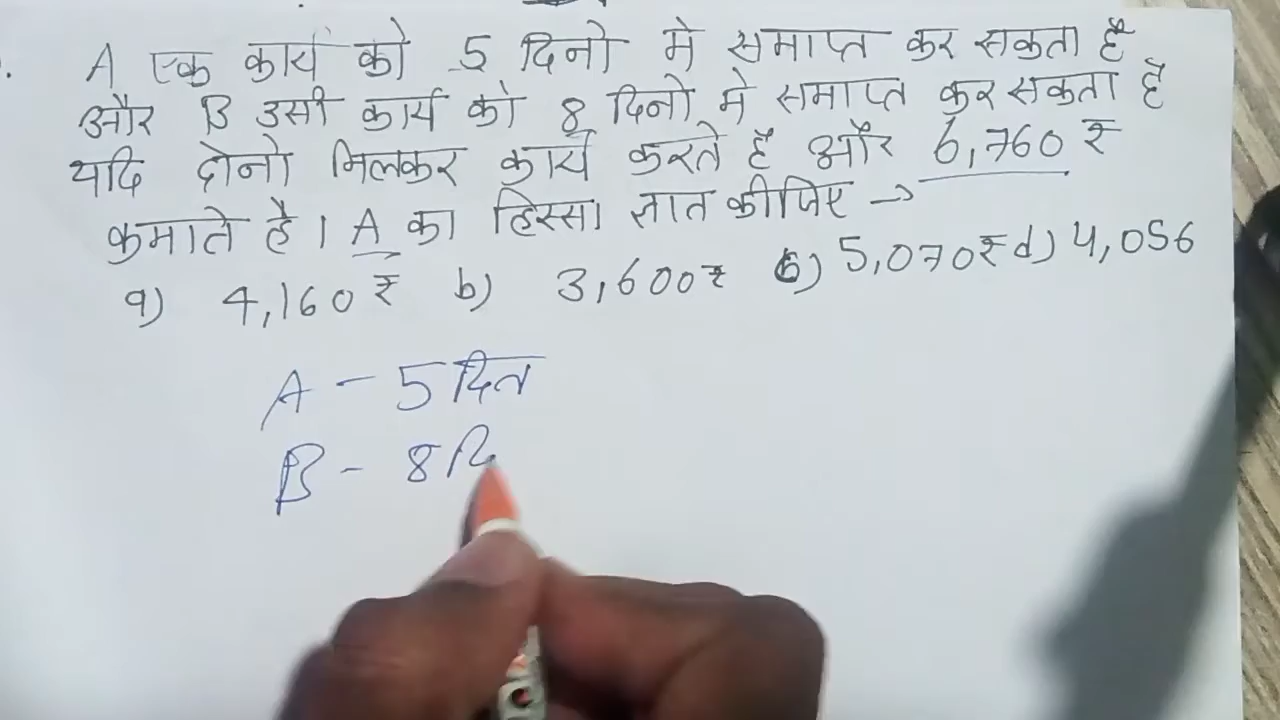 A एक कार्य को 5 दिनो मे समाप्त कर सकता है
और B उसी कार्य को 8 दिनो मे समाप्त कर सकता है
यदि दोनो मिलकर कार्य करते है और 6,760 ₹
कमाते है। A का हिस्सा ज्ञात कीजिए →
a) 4,160 ₹ b) 3,600₹ c) 5,070₹ d) 4,056
A - 5 दिन
B - 8 दि